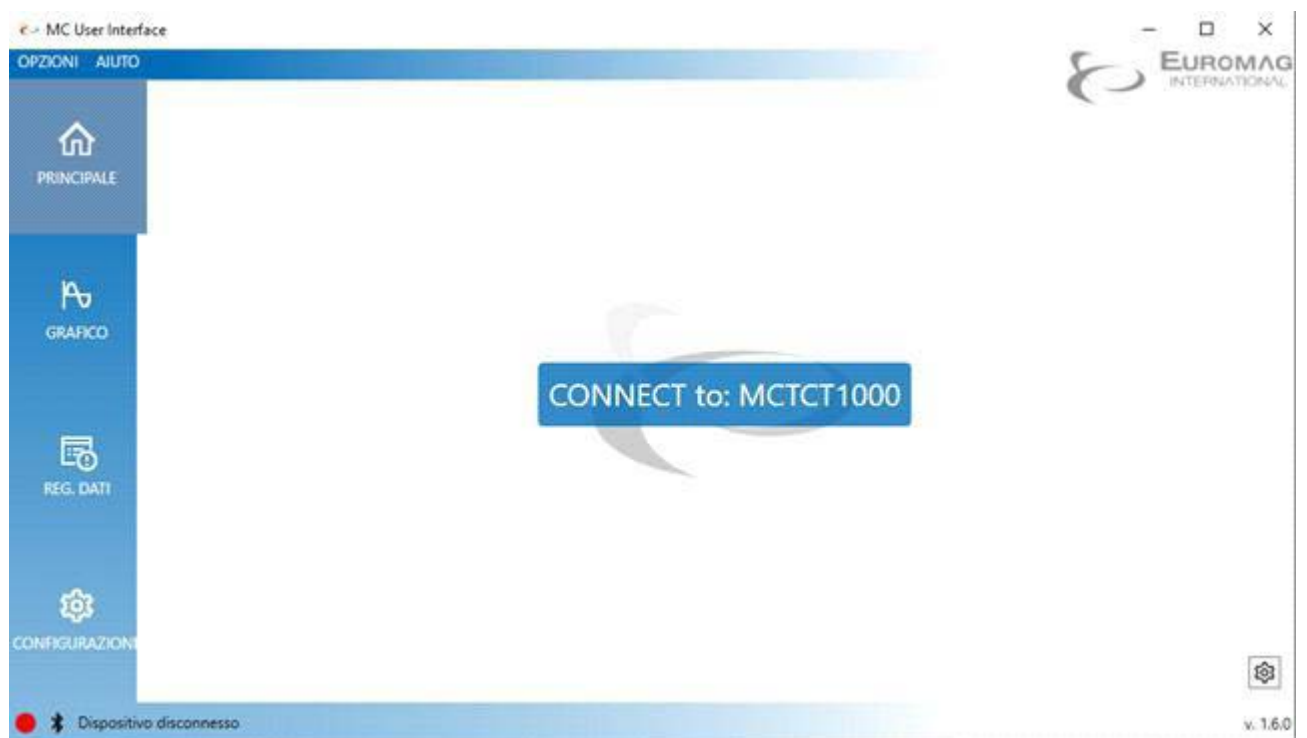 MC User Interface
OPZIONI AIUTO
EUROMAG
INTERNATIONAL
PRINCIPALE
GRAFICO
CONNECT to: MCTCT1000
REG. DATI
CONFIGURAZIONI
Dispositivo disconnesso
v. 1.6.0